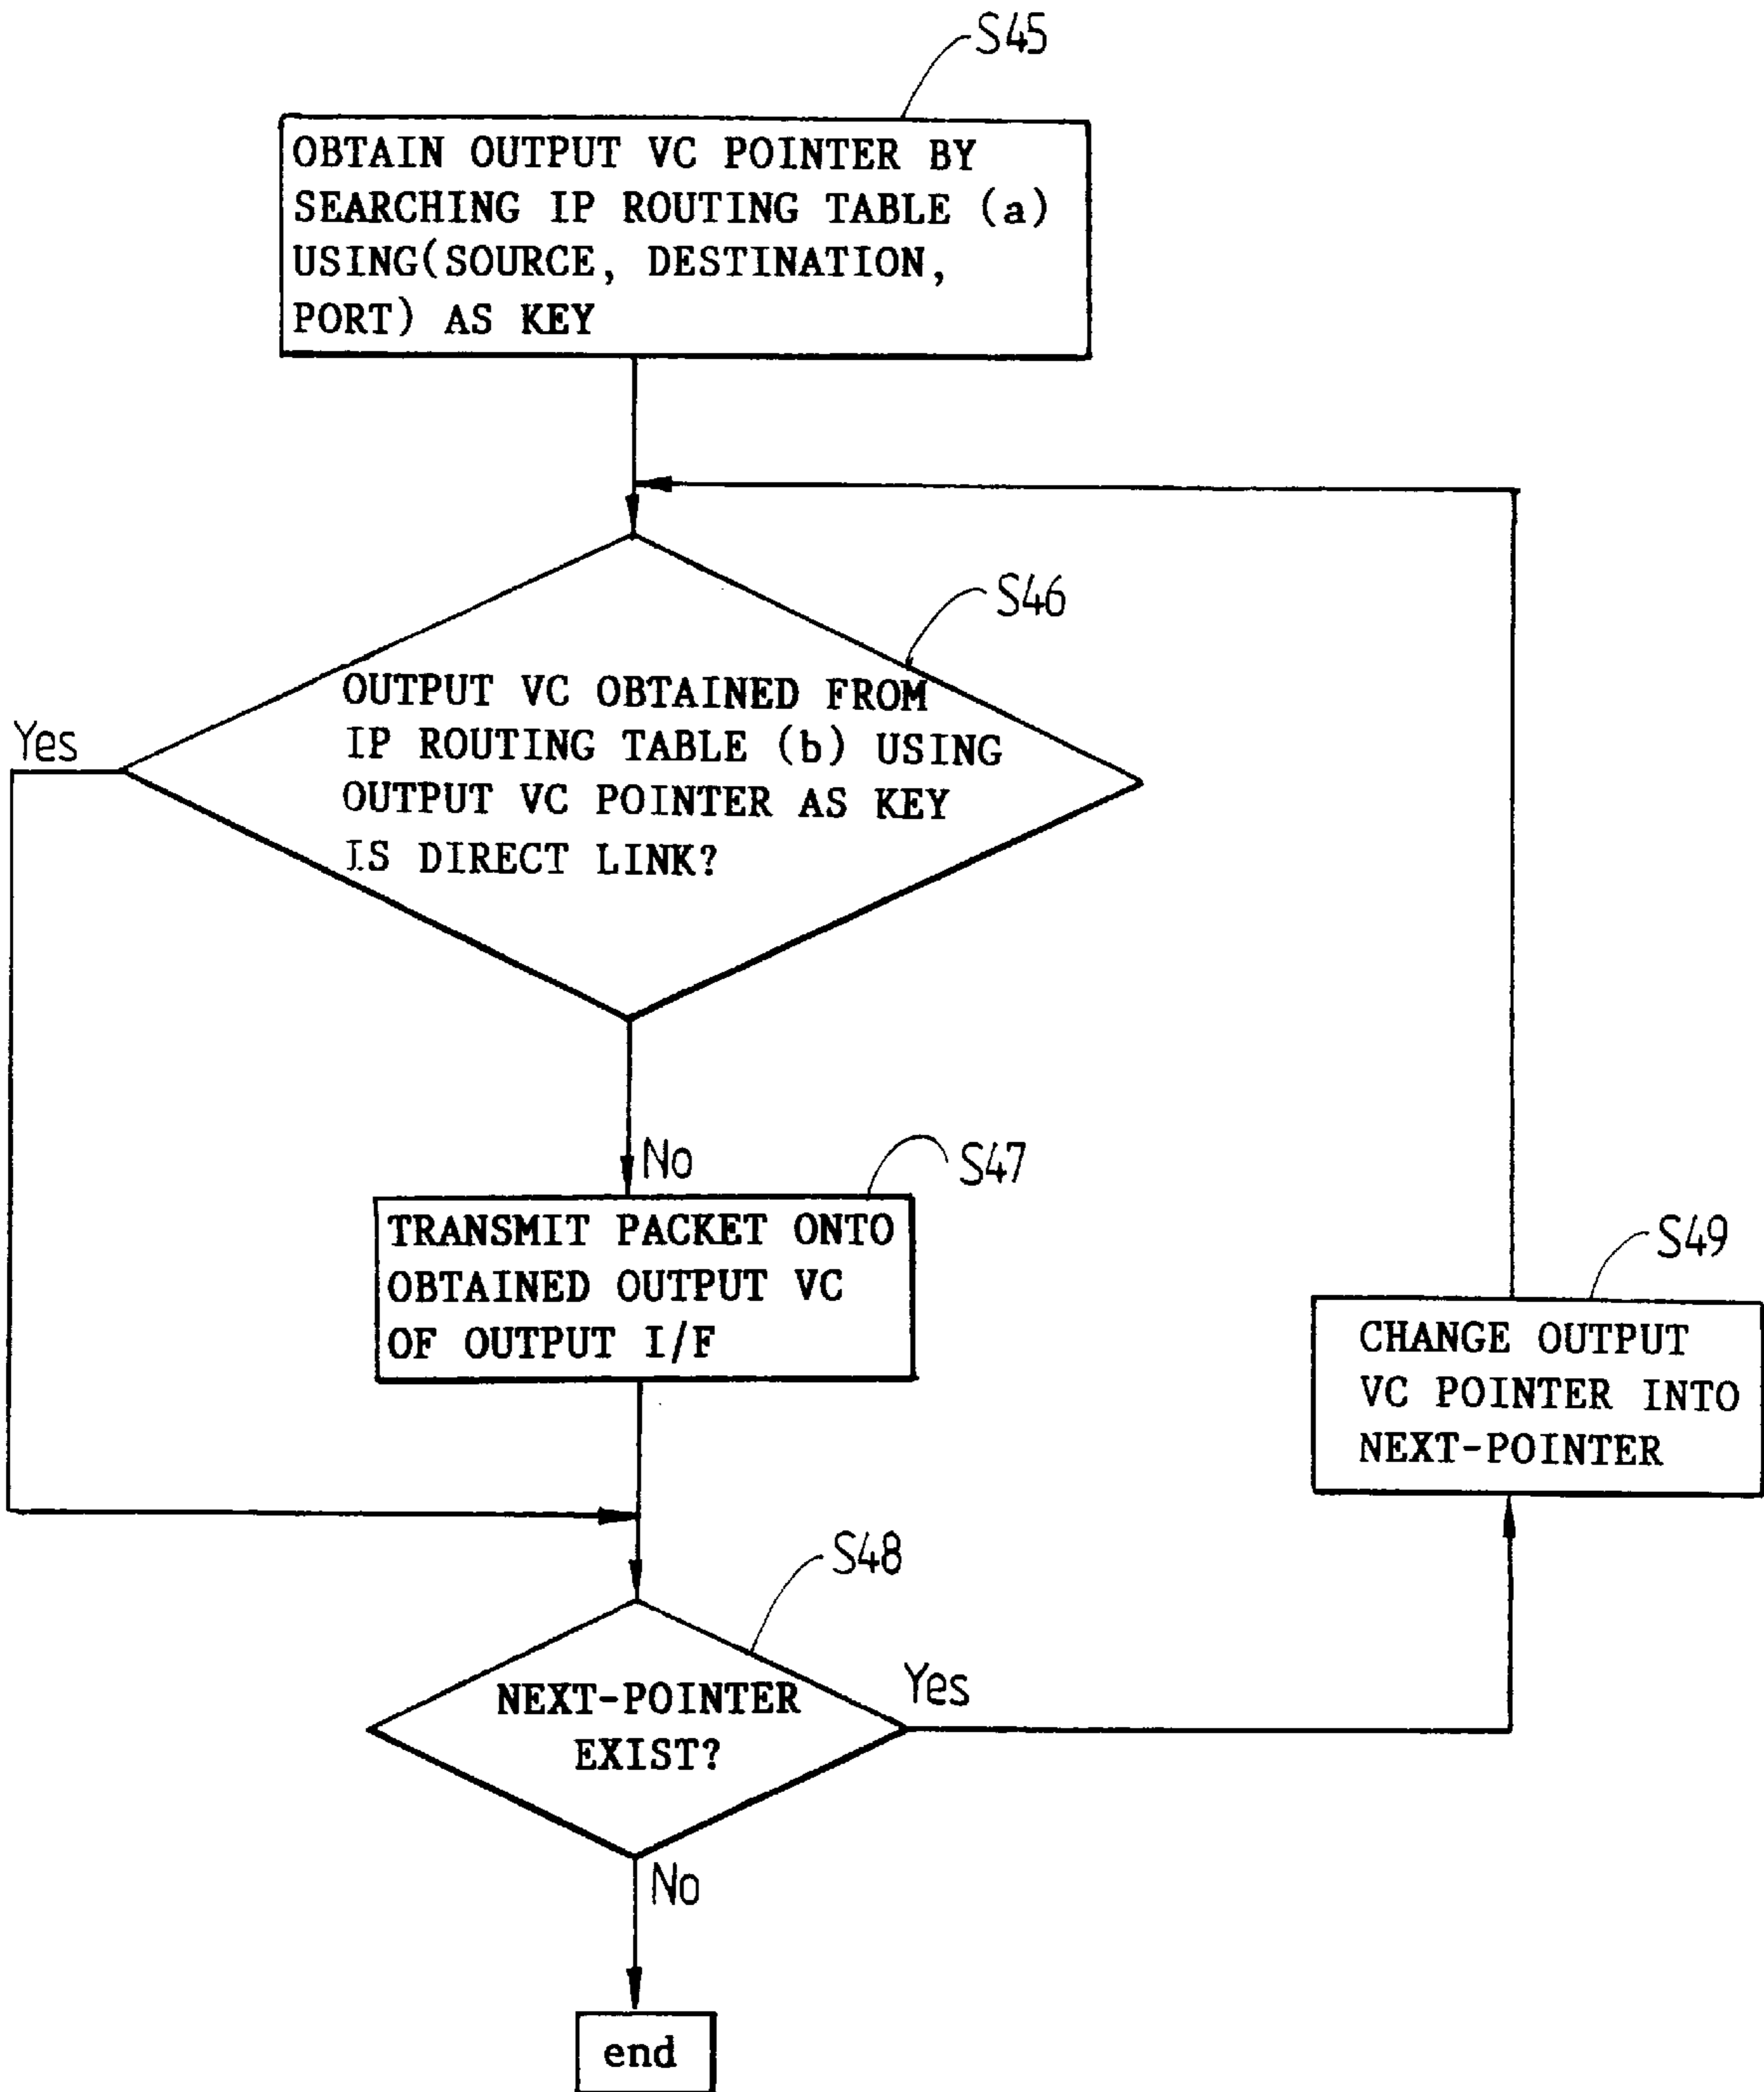 S45
OBTAIN OUTPUT VC POINTER BY
SEARCHING IP ROUTING TABLE (a)
USING(SOURCE, DESTINATION,
PORT) AS KEY
S46
OUTPUT VC OBTAINED FROM
IP ROUTING TABLE (b) USING
OUTPUT VC POINTER AS KEY
IS DIRECT LINK?
Yes
No
S47
TRANSMIT PACKET ONTO
OBTAINED OUTPUT VC
OF OUTPUT I/F
S49
CHANGE OUTPUT
VC POINTER INTO
NEXT-POINTER
S48
NEXT-POINTER
EXIST?
Yes
No
end